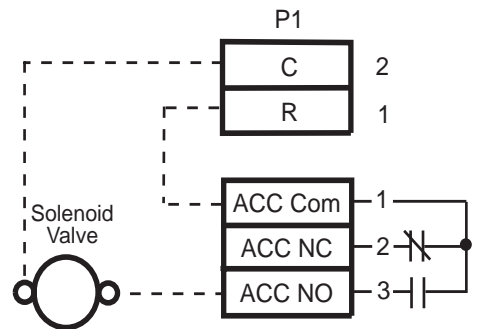 P1
C 2
R 1
Solenoid
Valve
ACC Com 1
ACC NC 2
ACC NO 3